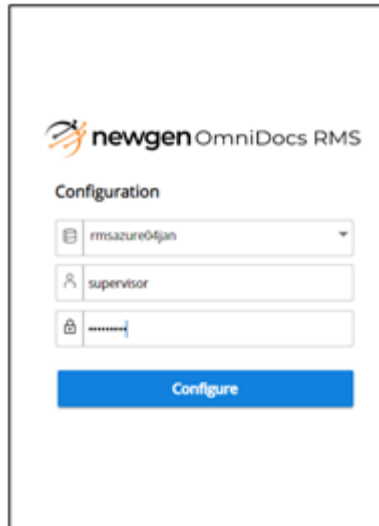 newgen OmniDocs RMS
Configuration
rmsazure04jan
supervisor
Configure